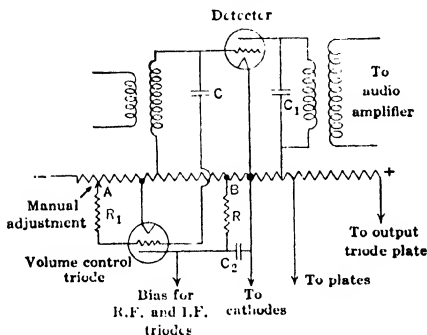 Detector
C
C1
To
audio
amplifier
A
B
+
Manual
adjustment
R1
R
Volume control
triode
C2
To output
triode plate
Bias for
R.F. and I.F.
triodes
To
cathodes
To plates